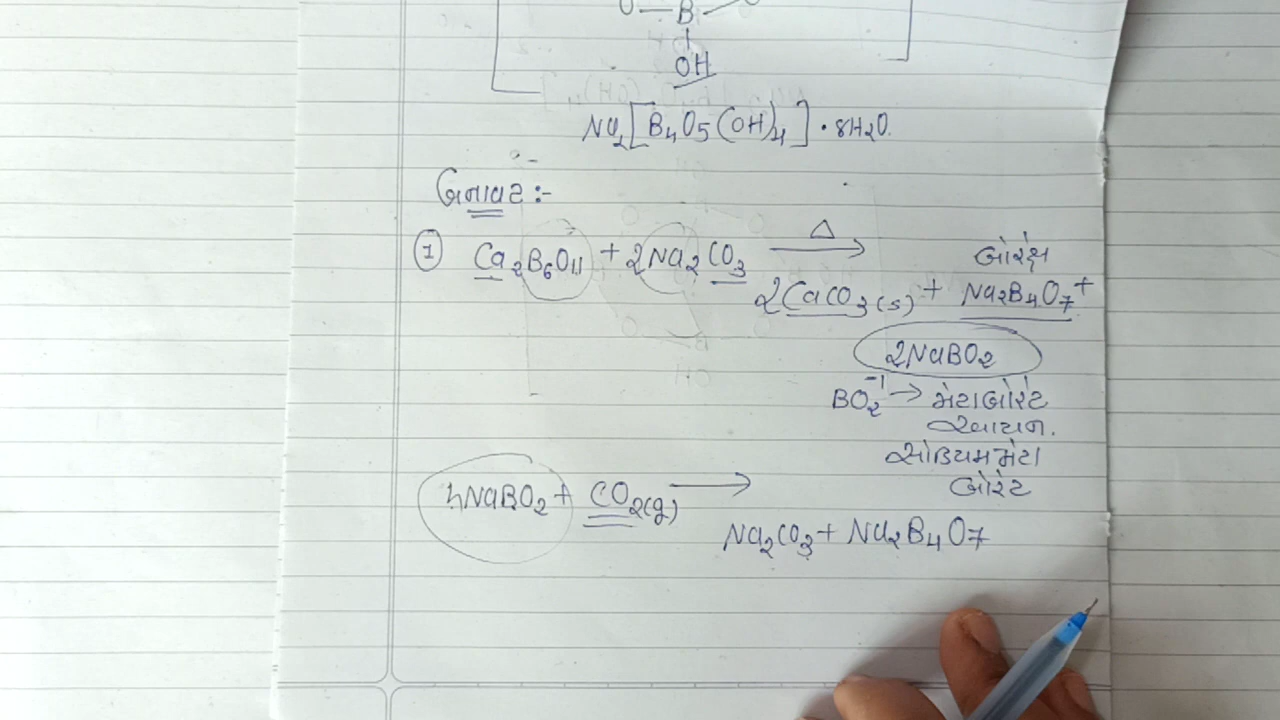 O — B — O
OH
Na₂[B₄O₅(OH)₄]·8H₂O.
બનાવટ :-
① Ca₂B₆O₁₁ + 2Na₂CO₃ →Δ
બોરેક્ષ
2CaCO₃(s) + Na₂B₄O₇ +
2NaBO₂
BO₂⁻¹ → મેટાબોરેટ
આયન.
સોડિયમ મેટા
બોરેટ
4NaBO₂ + CO₂(g) →
Na₂CO₃ + Na₂B₄O₇